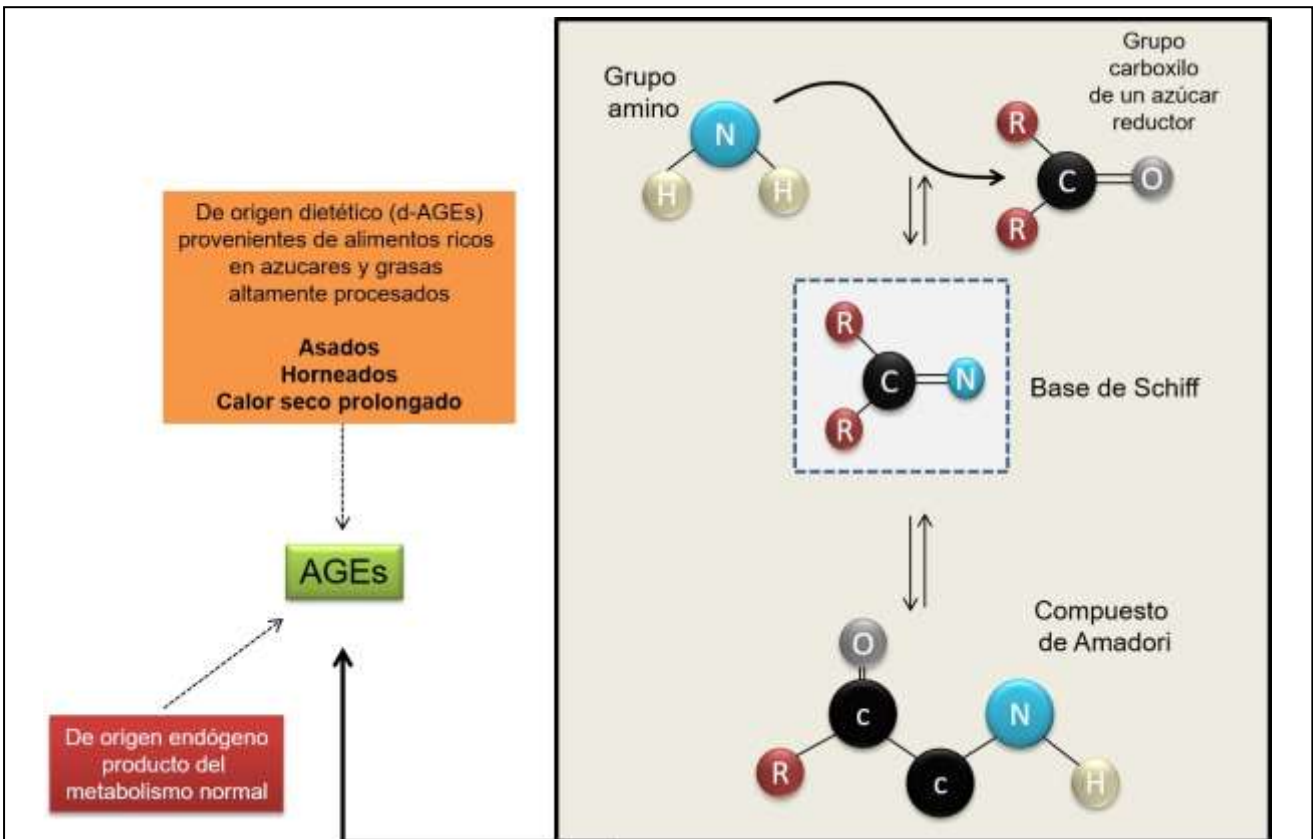 De origen dietético (d-AGEs)
provenientes de alimentos ricos
en azucares y grasas
altamente procesados
Asados
Horneados
Calor seco prolongado
AGEs
De origen endógeno
producto del
metabolismo normal
Grupo
amino
N
H
H
Grupo
carboxilo
de un azúcar
reductor
R
C
O
R
R
C
N
R
Base de Schiff
Compuesto
de Amadori
O
c
N
R
c
H